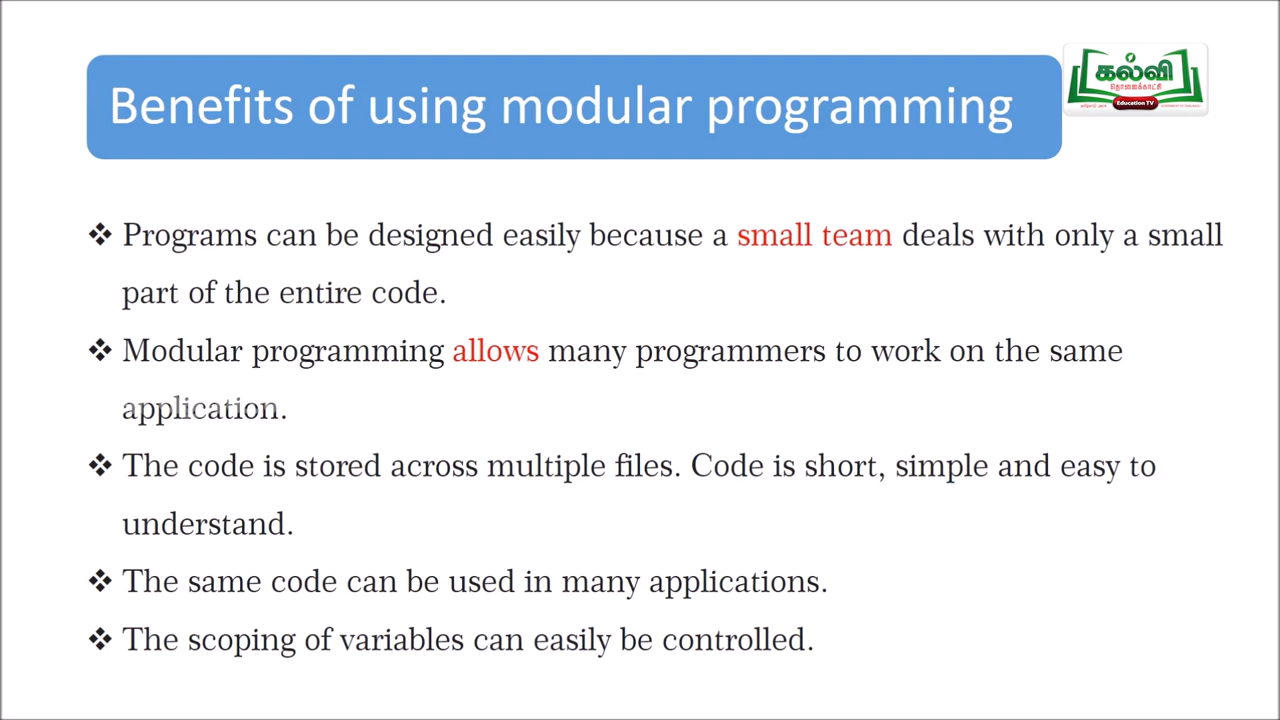 Benefits of using modular programming
கல்வி
தொலைக்காட்சி
Education TV
❖ Programs can be designed easily because a small team deals with only a small
part of the entire code.
❖ Modular programming allows many programmers to work on the same
application.
❖ The code is stored across multiple files. Code is short, simple and easy to
understand.
❖ The same code can be used in many applications.
❖ The scoping of variables can easily be controlled.